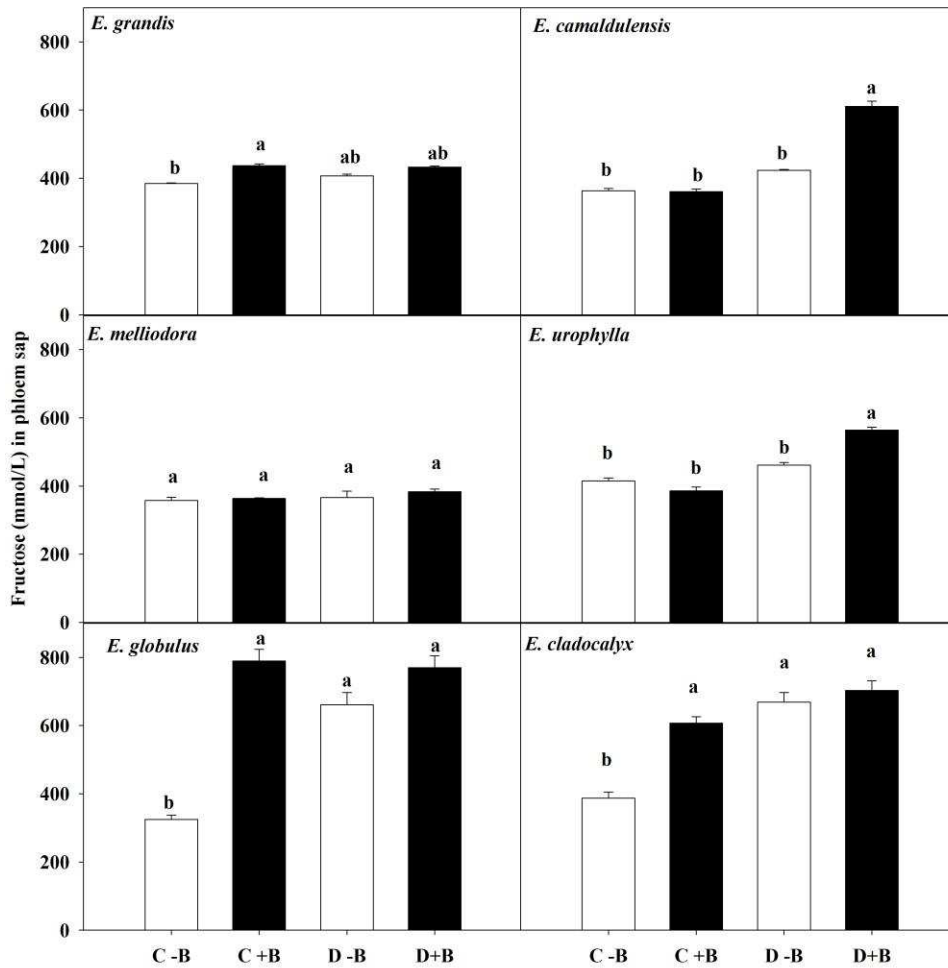 E. grandis
E. camaldulensis
800
600
400
200
0
b
a
ab
ab
b
b
b
a
E. melliodora
E. urophylla
800
600
400
200
0
a
a
a
a
b
b
b
a
Fructose (mmol/L) in phloem sap
E. globulus
E. cladocalyx
800
600
400
200
0
b
a
a
a
b
a
a
a
C -B C +B D -B D+B C -B C +B D -B D+B